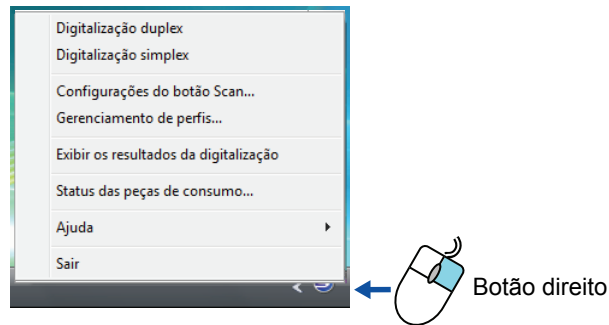 Digitalização duplex
Digitalização simplex
Configurações do botão Scan...
Gerenciamento de perfis...
Exibir os resultados da digitalização
Status das peças de consumo...
Ajuda
Sair
Botão direito